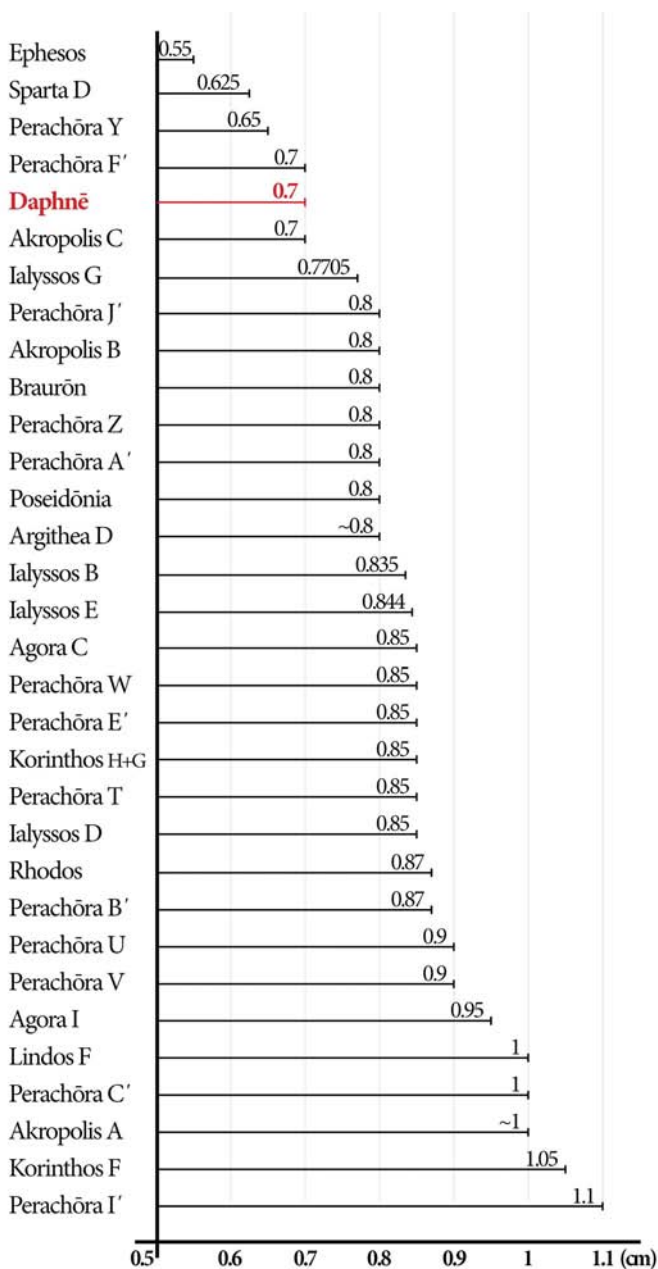 Ephesos 0.55
Sparta D 0.625
Perachōra Y 0.65
Perachōra F′ 0.7
Daphnē 0.7
Akropolis C 0.7
Ialyssos G 0.7705
Perachōra J′ 0.8
Akropolis B 0.8
Braurōn 0.8
Perachōra Z 0.8
Perachōra A′ 0.8
Poseidōnia 0.8
Argithea D ~0.8
Ialyssos B 0.835
Ialyssos E 0.844
Agora C 0.85
Perachōra W 0.85
Perachōra E′ 0.85
Korinthos H+G 0.85
Perachōra T 0.85
Ialyssos D 0.85
Rhodos 0.87
Perachōra B′ 0.87
Perachōra U 0.9
Perachōra V 0.9
Agora I 0.95
Lindos F 1
Perachōra C′ 1
Akropolis A ~1
Korinthos F 1.05
Perachōra I′ 1.1
0.5 0.6 0.7 0.8 0.9 1 1.1 (cm)